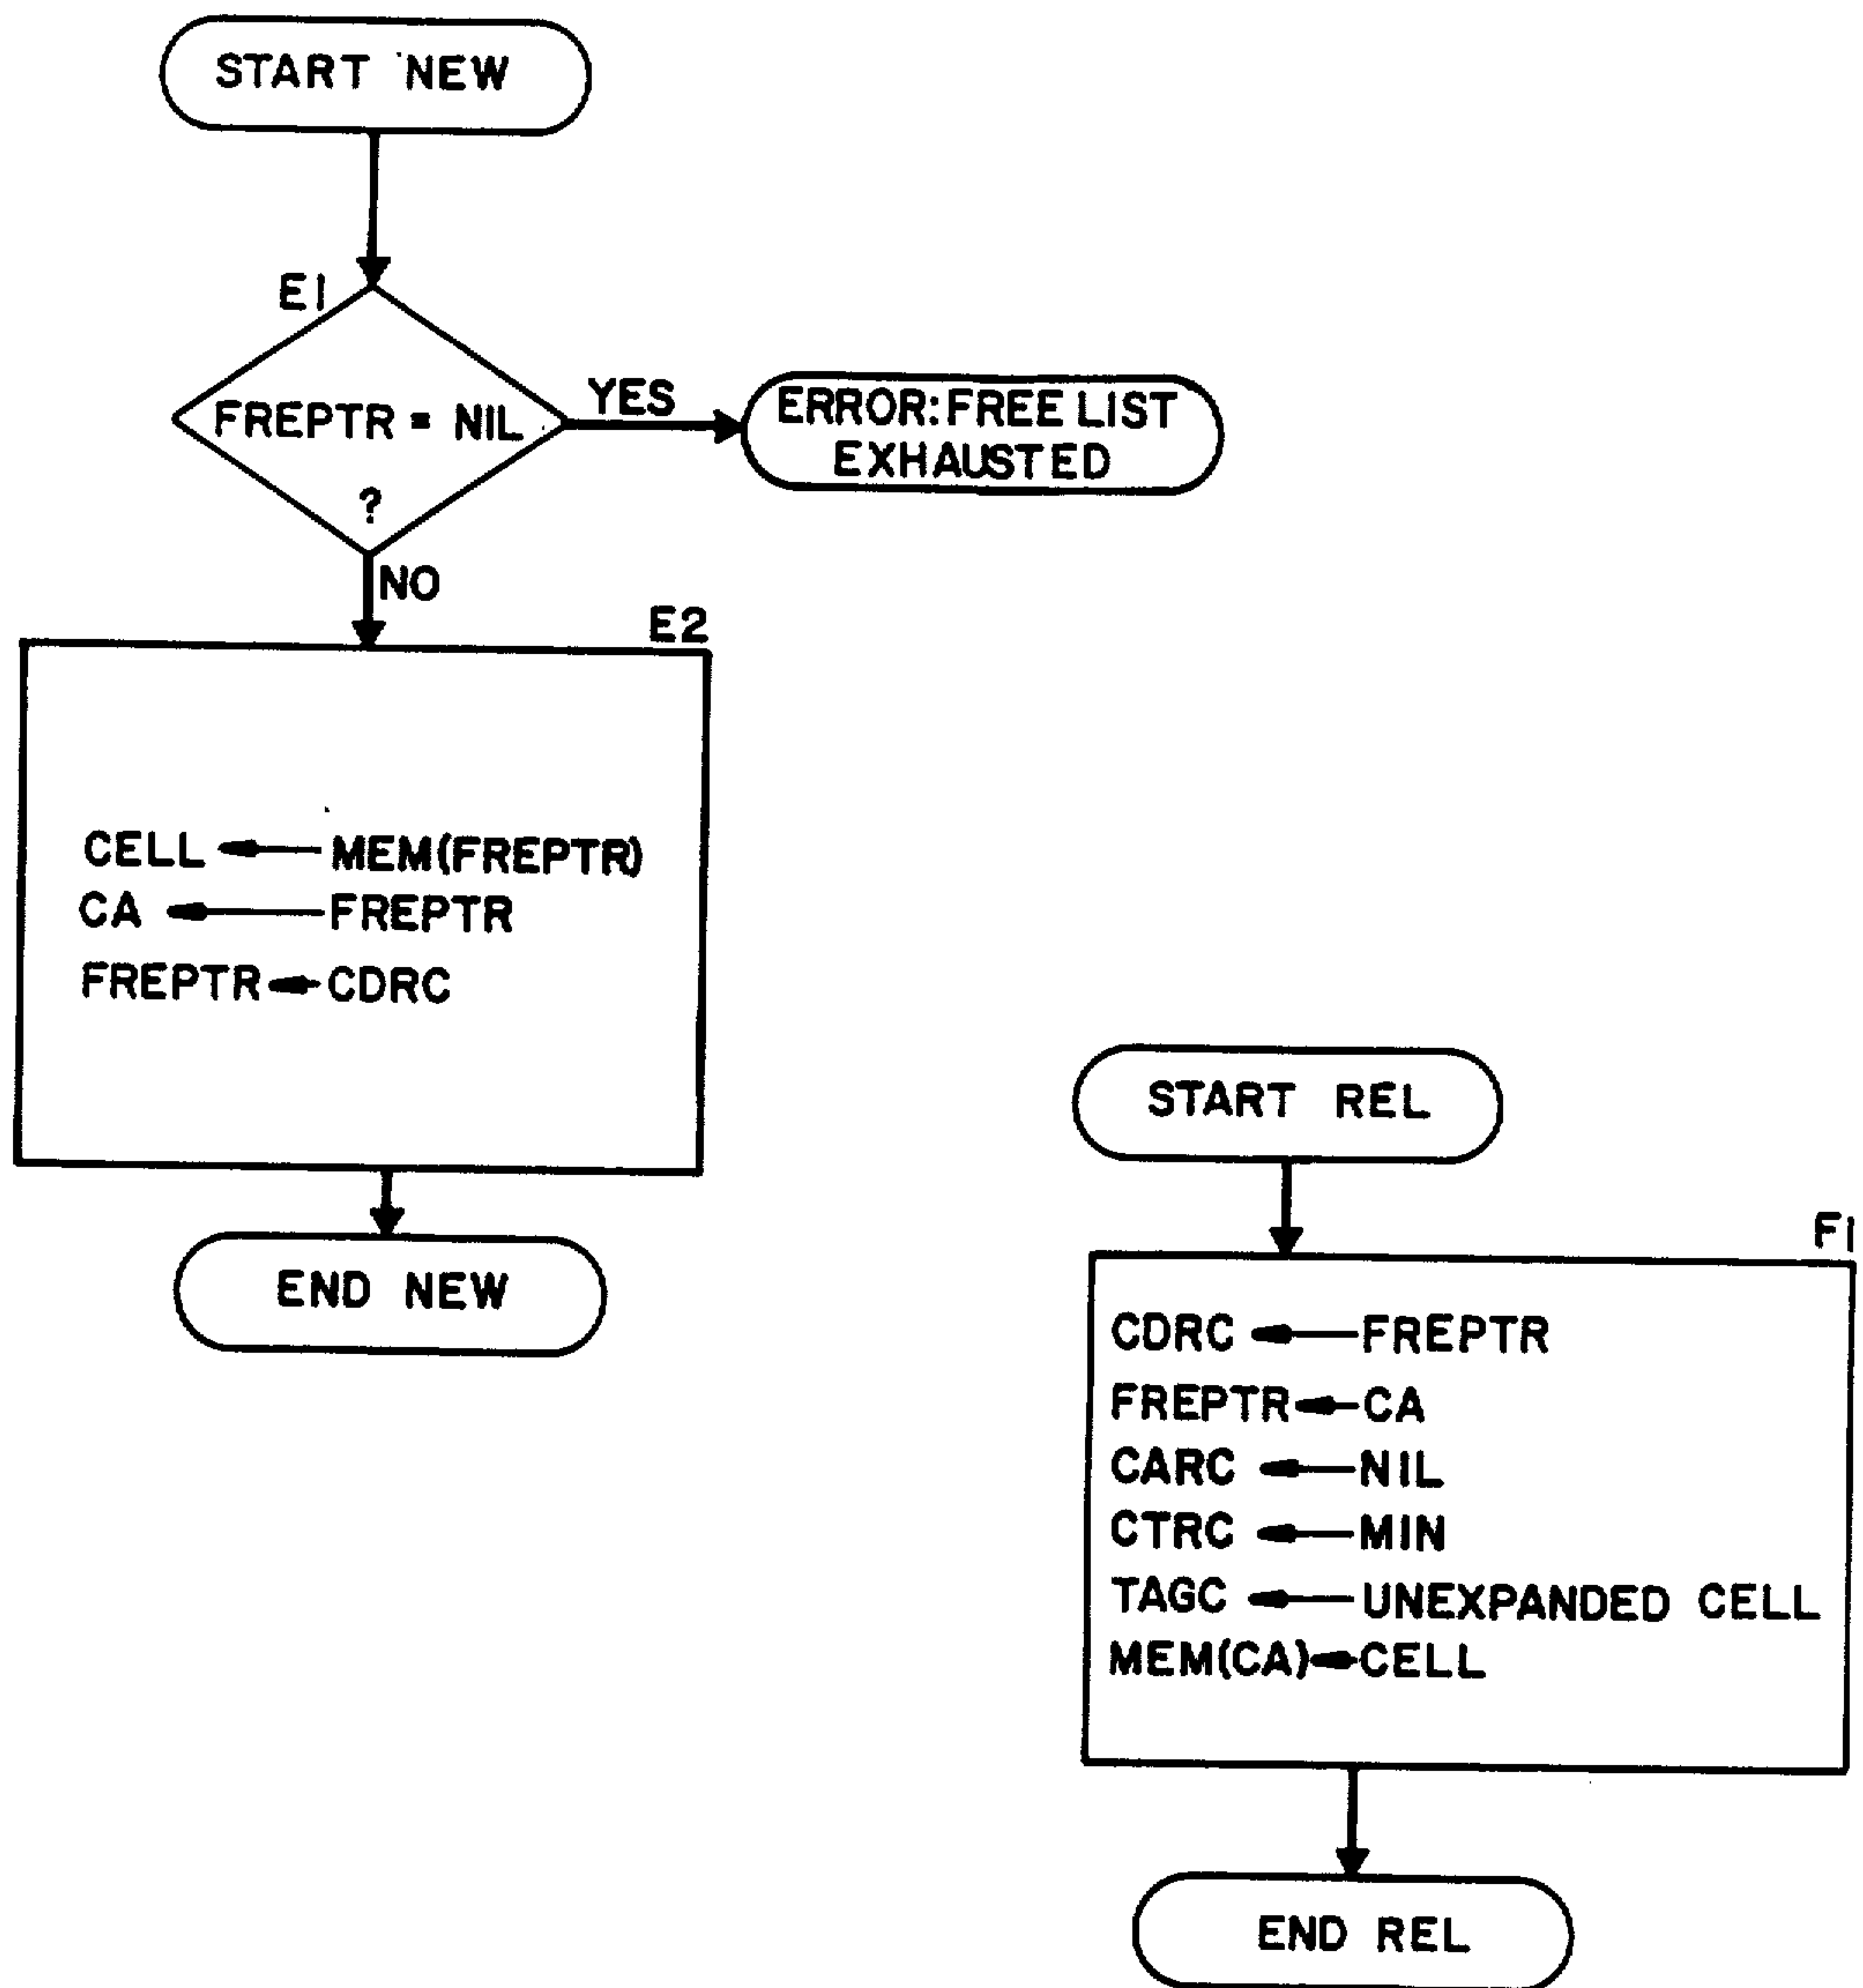 START NEW
E1
FREPTR = NIL
?
YES
ERROR: FREE LIST
EXHAUSTED
NO
E2
CELL ← MEM(FREPTR)
CA ← FREPTR
FREPTR ← CDRC
END NEW
START REL
F1
CDRC ← FREPTR
FREPTR ← CA
CARC ← NIL
CTRC ← MIN
TAGC ← UNEXPANDED CELL
MEM(CA) ← CELL
END REL